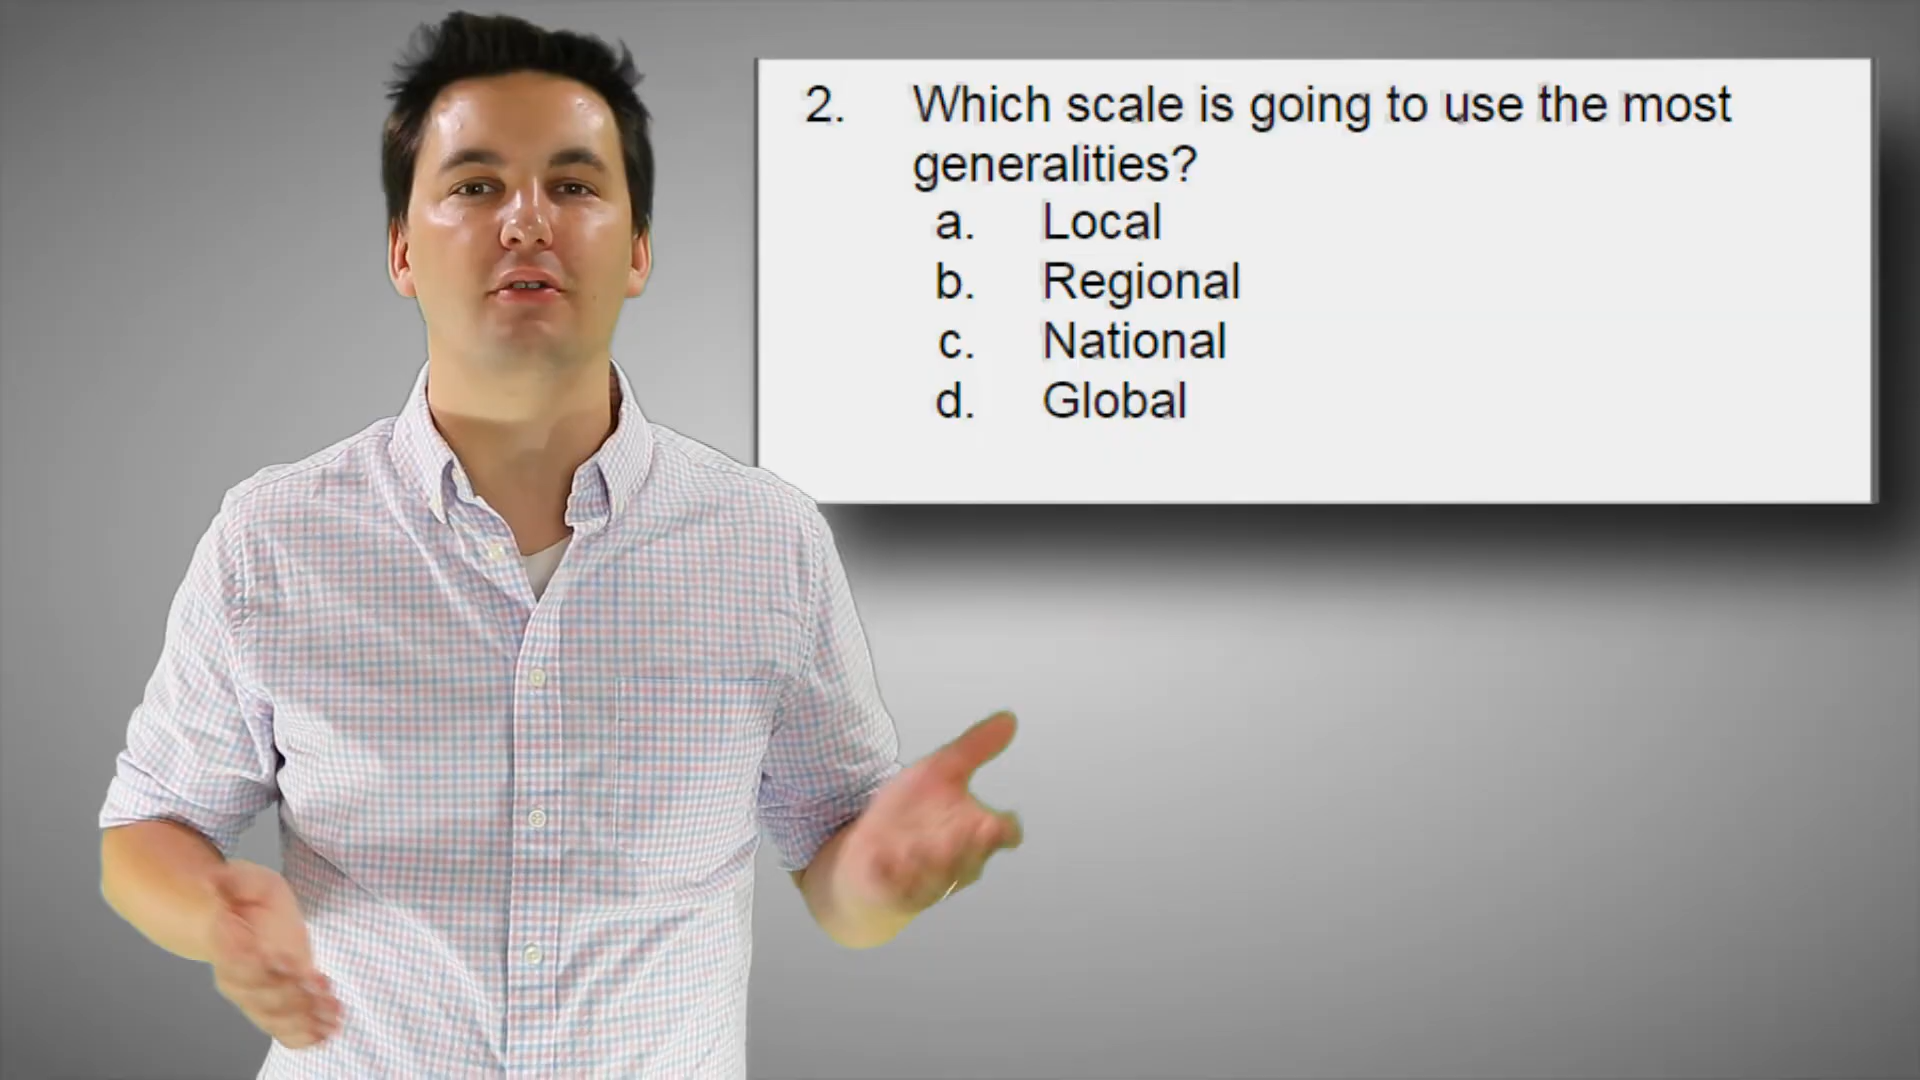 2. Which scale is going to use the most
generalities?
a. Local
b. Regional
c. National
d. Global